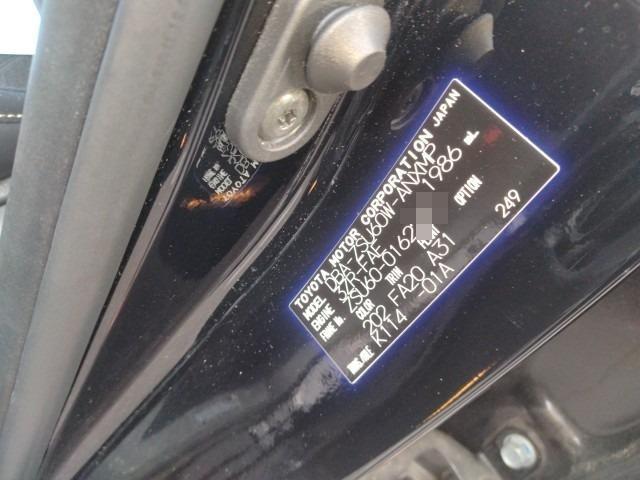 TOYOTA MOTOR CORPORATION JAPAN
MODEL DBA-ZSU60W-ANXXP
ENGINE 3ZR-FAE 1986 mL
FRAME No. ZSU60-0162
COLOR TRIM OPTION
202 FA20 A31 249
TRANS./AXLE K114 01A